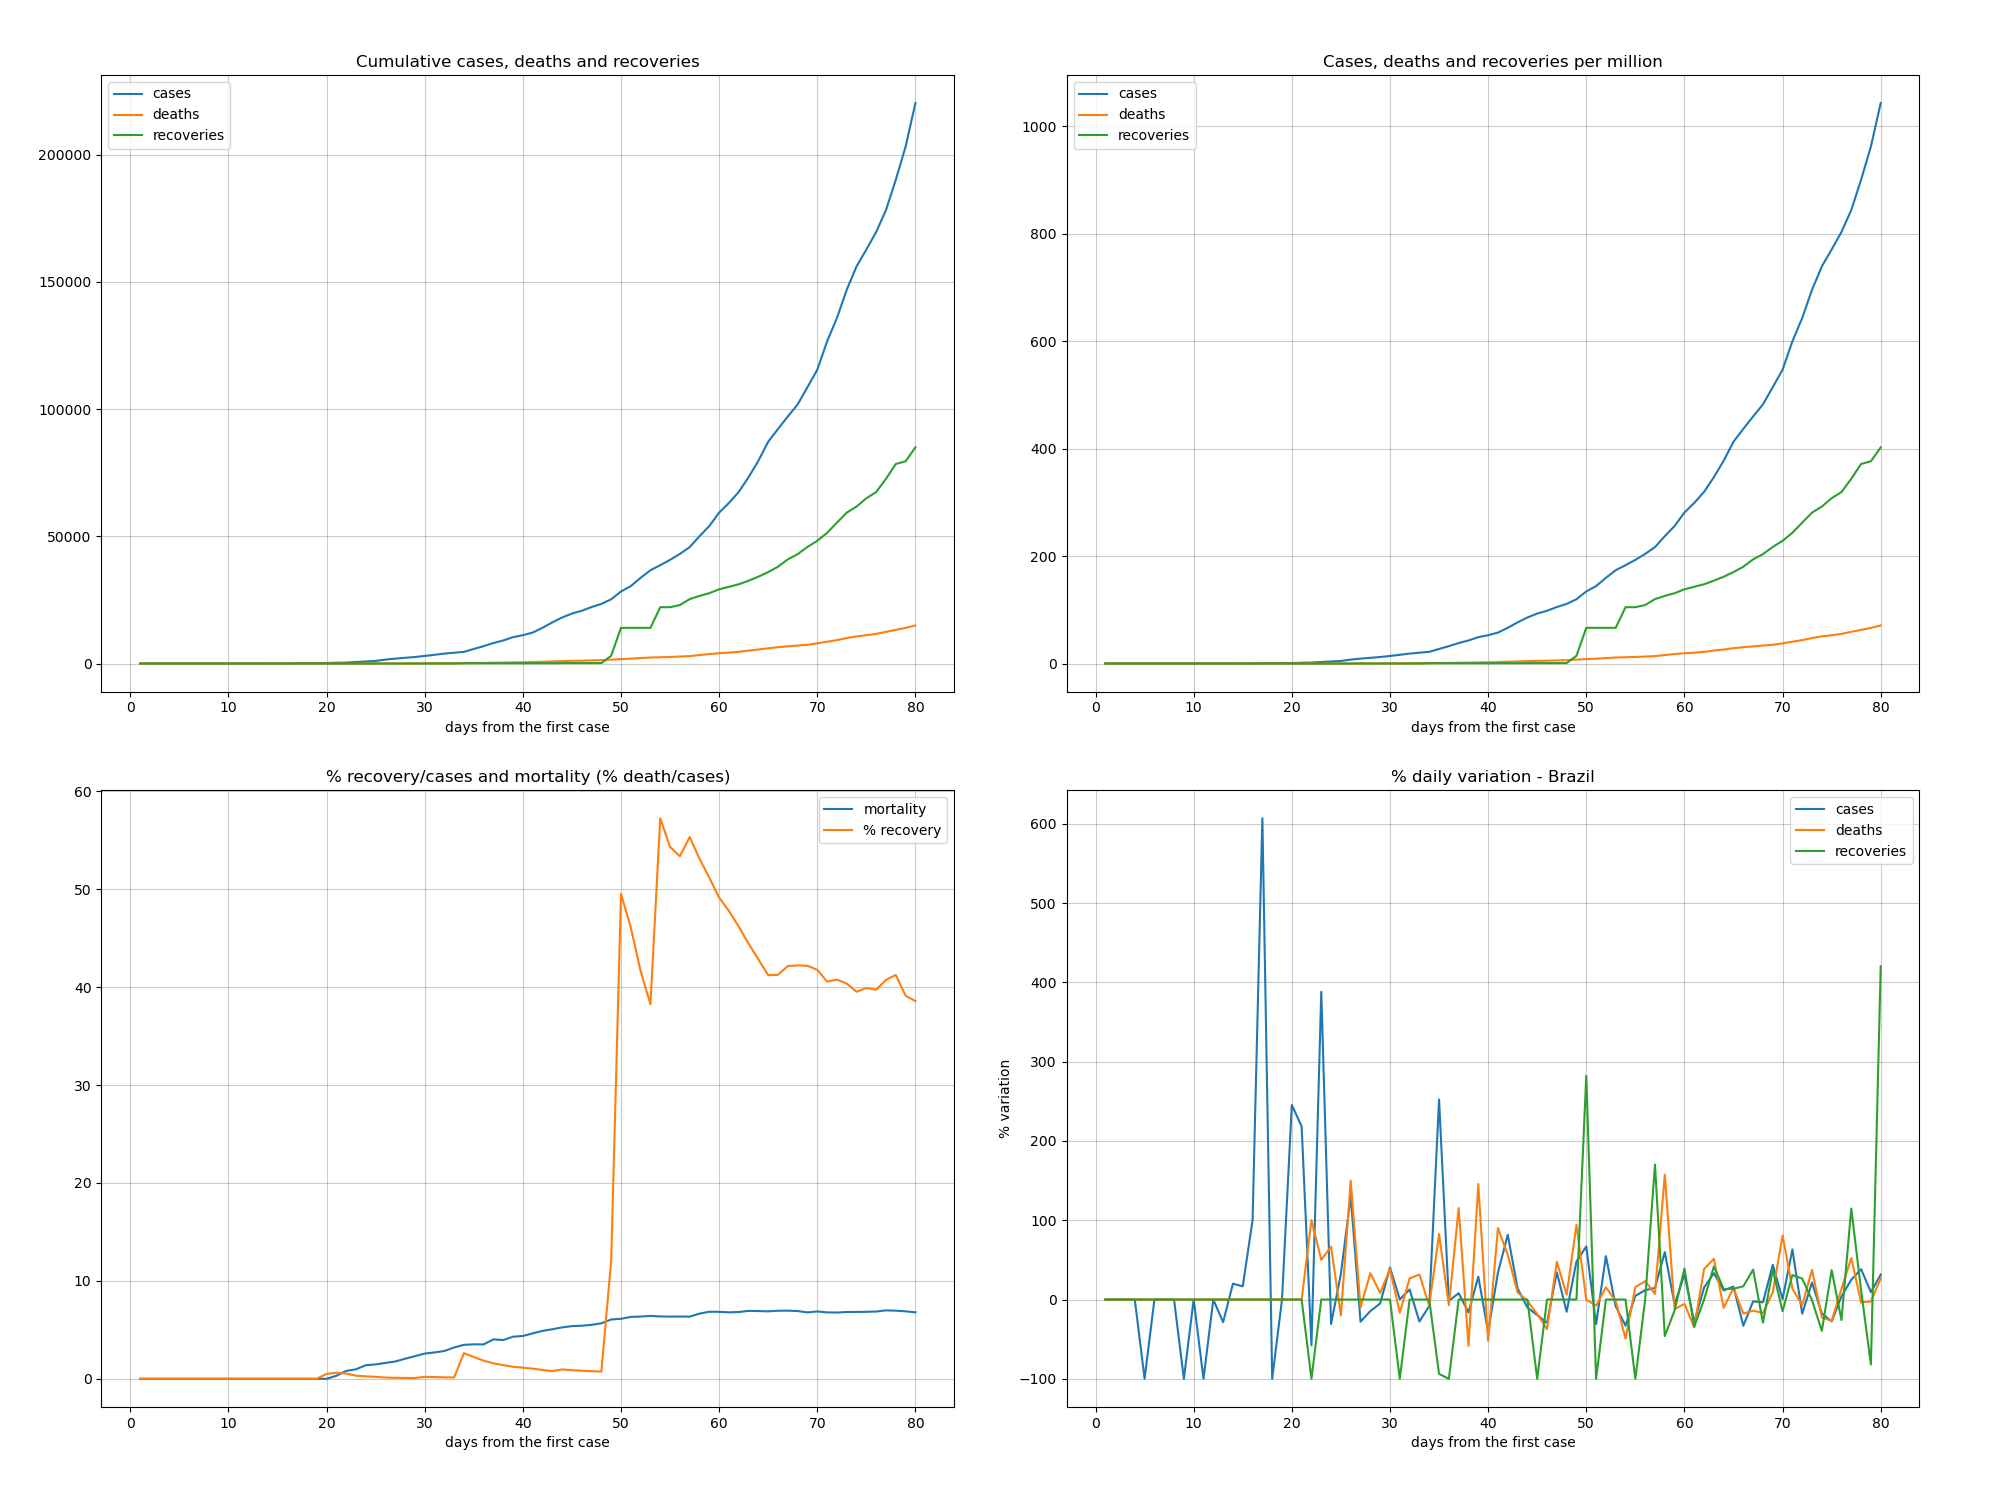 Cumulative cases, deaths and recoveries
cases
deaths
recoveries
200000
150000
100000
50000
0
0 10 20 30 40 50 60 70 80
days from the first case
Cases, deaths and recoveries per million
cases
deaths
recoveries
1000
800
600
400
200
0
0 10 20 30 40 50 60 70 80
days from the first case
% recovery/cases and mortality (% death/cases)
mortality
% recovery
60
50
40
30
20
10
0
0 10 20 30 40 50 60 70 80
days from the first case
% daily variation - Brazil
cases
deaths
recoveries
% variation
600
500
400
300
200
100
0
−100
0 10 20 30 40 50 60 70 80
days from the first case